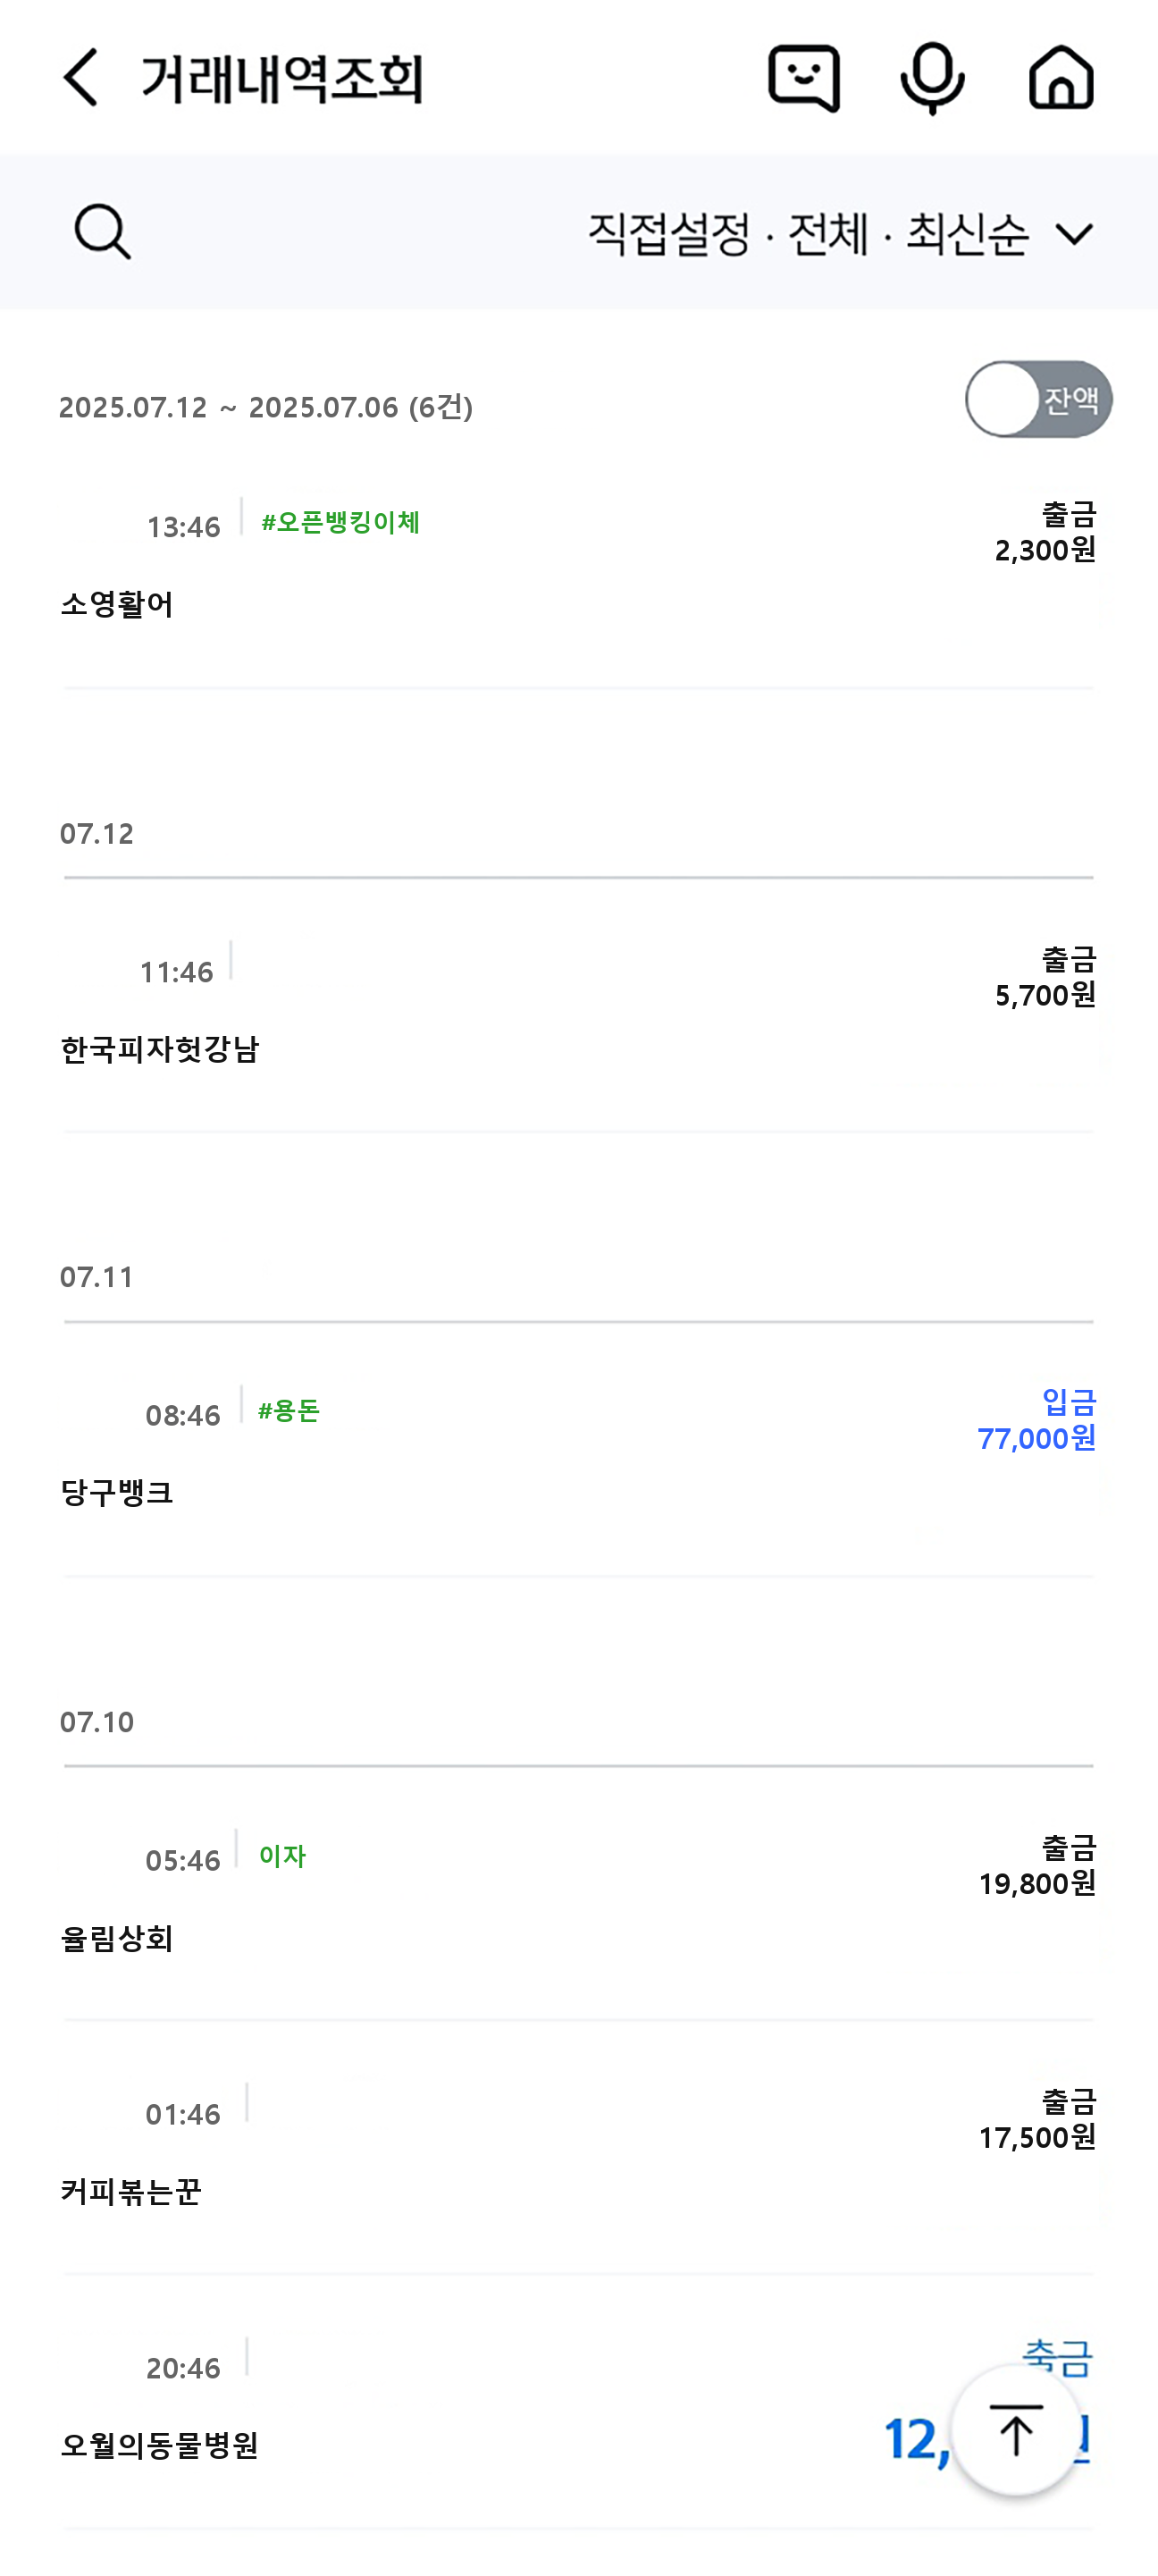 거래내역조회
직접설정 · 전체 · 최신순
2025.07.12 ~ 2025.07.06 (6건)
잔액
13:46 #오픈뱅킹이체
출금
2,300원
소영활어
07.12
11:46
출금
5,700원
한국피자헛강남
07.11
08:46 #용돈
입금
77,000원
당구뱅크
07.10
05:46 이자
출금
19,800원
율림상회
01:46
출금
17,500원
커피볶는꾼
20:46
오월의동물병원
12,